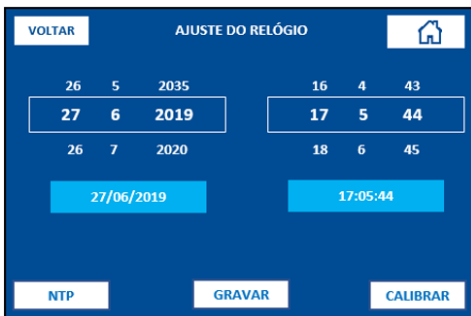 VOLTAR AJUSTE DO RELÓGIO
26 5 2035 16 4 43
27 6 2019 17 5 44
26 7 2020 18 6 45
27/06/2019 17:05:44
NTP GRAVAR CALIBRAR